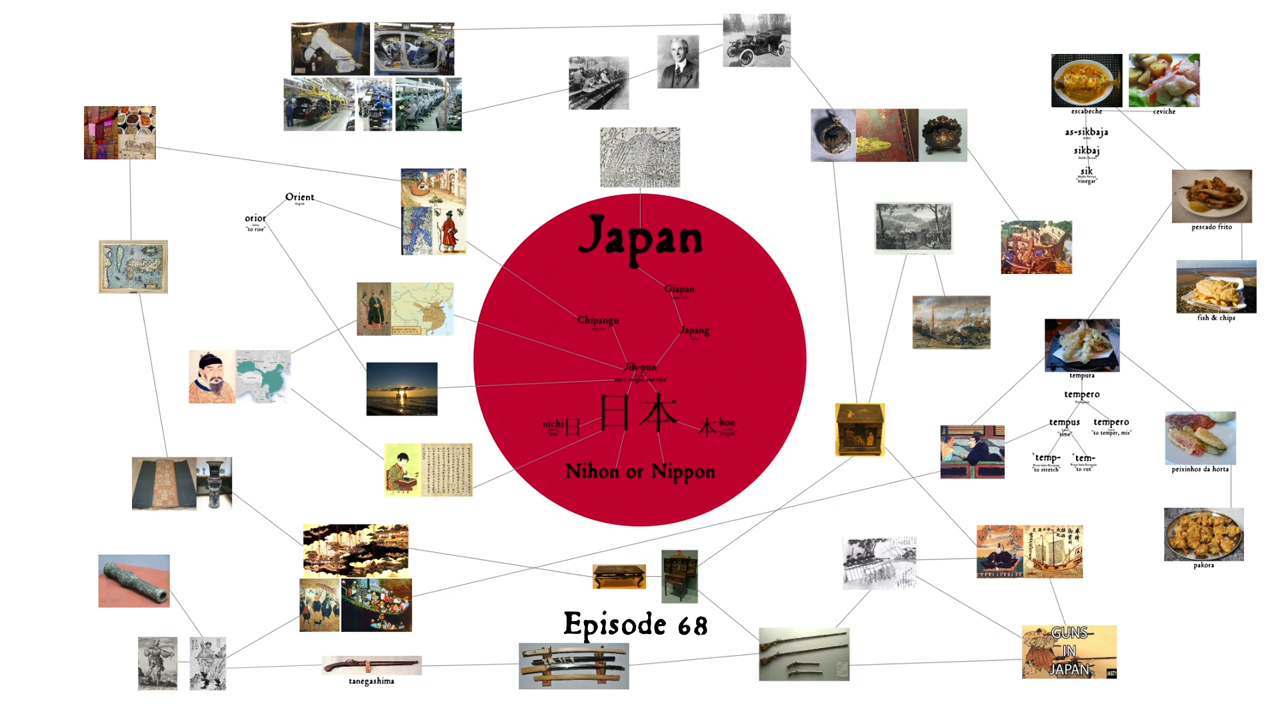 escabeche
ceviche
as-sikbaja
sikbaj
sik
"vinegar"
pescado frito
fish & chips
Orient
orior
"to rise"
Japan
Giapan
Chipangu
Japang
Jih-pun
日本
nichi 日
本 hon
Nihon or Nippon
tempura
tempero
tempus
"time"
tempero
"to temper, mix"
temp-
"to stretch"
tem-
"to cut"
peixinhos da horta
pakora
Episode 68
tanegashima
GUNS
IN
JAPAN